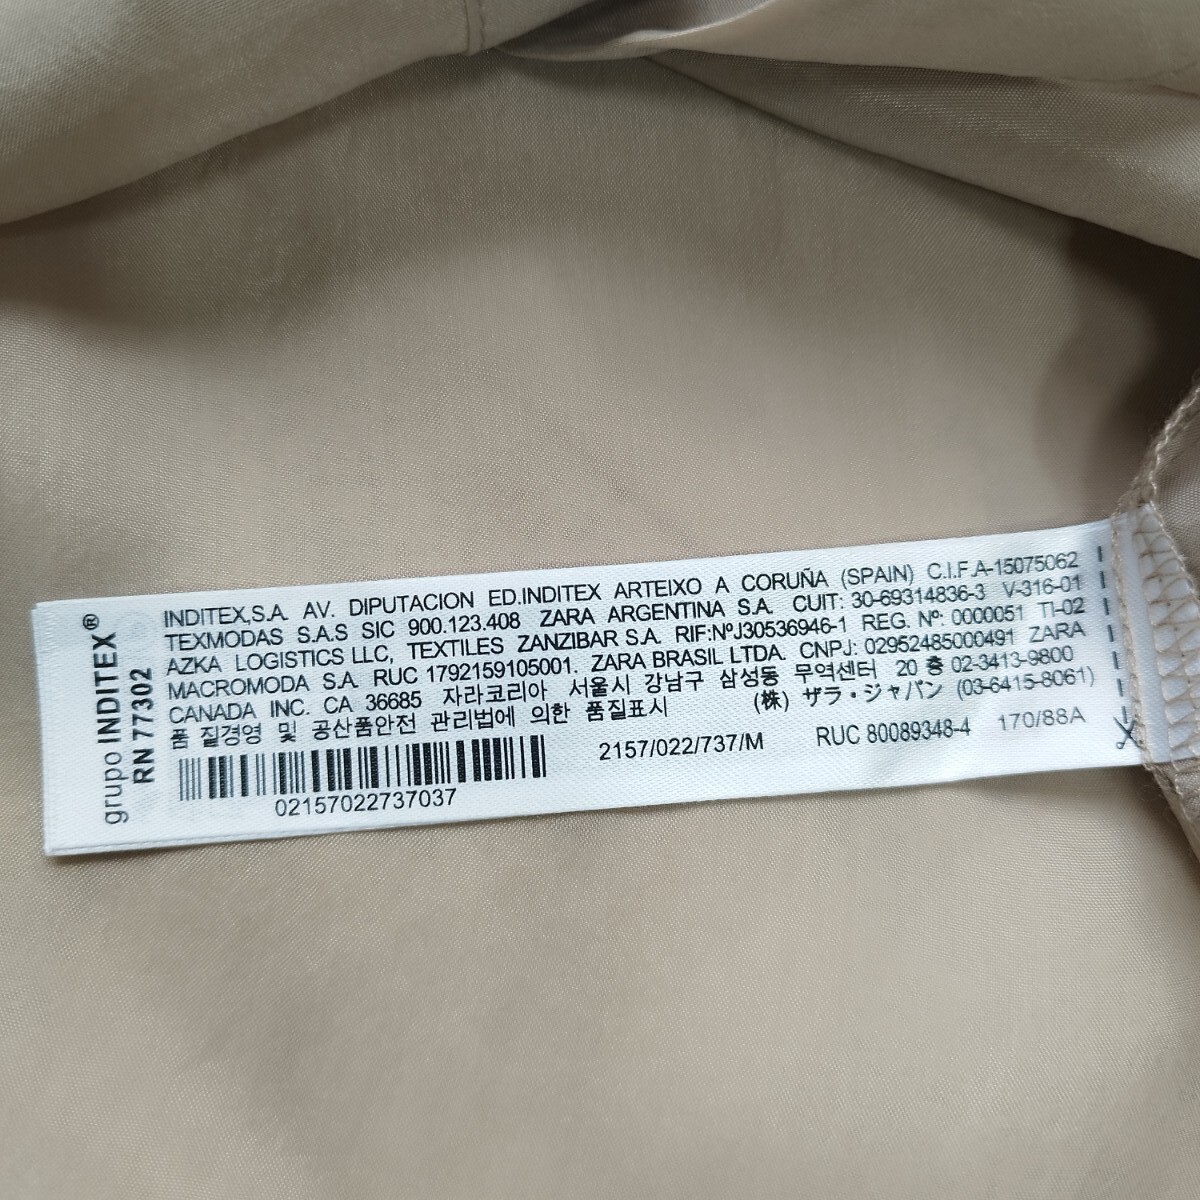 grupo INDITEX®
RN 77302
INDITEX,S.A. AV. DIPUTACION ED.INDITEX ARTEIXO A CORUÑA (SPAIN) C.I.F.A-15075062
TEXMODAS S.A.S SIC 900.123.408 ZARA ARGENTINA S.A. CUIT: 30-69314836-3 V-316-01
AZKA LOGISTICS LLC, TEXTILES ZANZIBAR S.A. RIF:NºJ30536946-1 REG. Nº: 0000051 TI-02
MACROMODA S.A. RUC 1792159105001. ZARA BRASIL LTDA. CNPJ: 02952485000491 ZARA
CANADA INC. CA 36685 자라코리아 서울시 강남구 삼성동 무역센터 20 층 02-3413-9800
품 질경영 및 공산품안전 관리법에 의한 품질표시 (株) ザラ・ジャパン (03-6415-8061)
2157/022/737/M RUC 80089348-4 170/88A
02157022737037